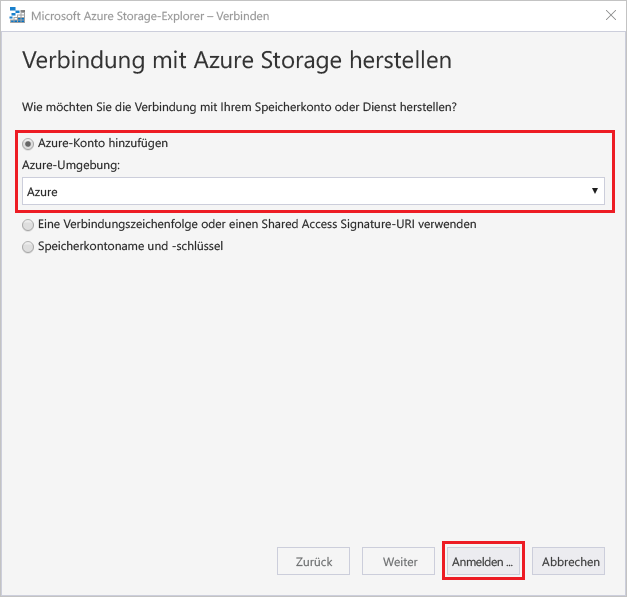 Microsoft Azure Storage-Explorer – Verbinden
Verbindung mit Azure Storage herstellen
Wie möchten Sie die Verbindung mit Ihrem Speicherkonto oder Dienst herstellen?
Azure-Konto hinzufügen
Azure-Umgebung:
Azure
Eine Verbindungszeichenfolge oder einen Shared Access Signature-URI verwenden
Speicherkontoname und -schlüssel
Zurück
Weiter
Anmelden ...
Abbrechen